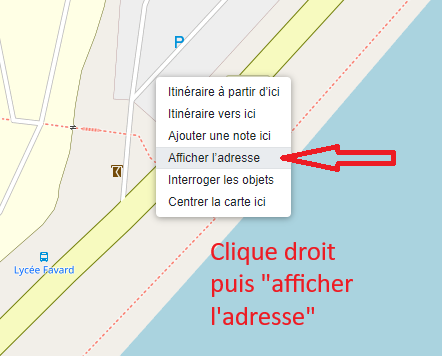 P
Itinéraire à partir d'ici
Itinéraire vers ici
Ajouter une note ici
Afficher l'adresse
Interroger les objets
Centrer la carte ici
Lycée Favard
Clique droit
puis "afficher
l'adresse"